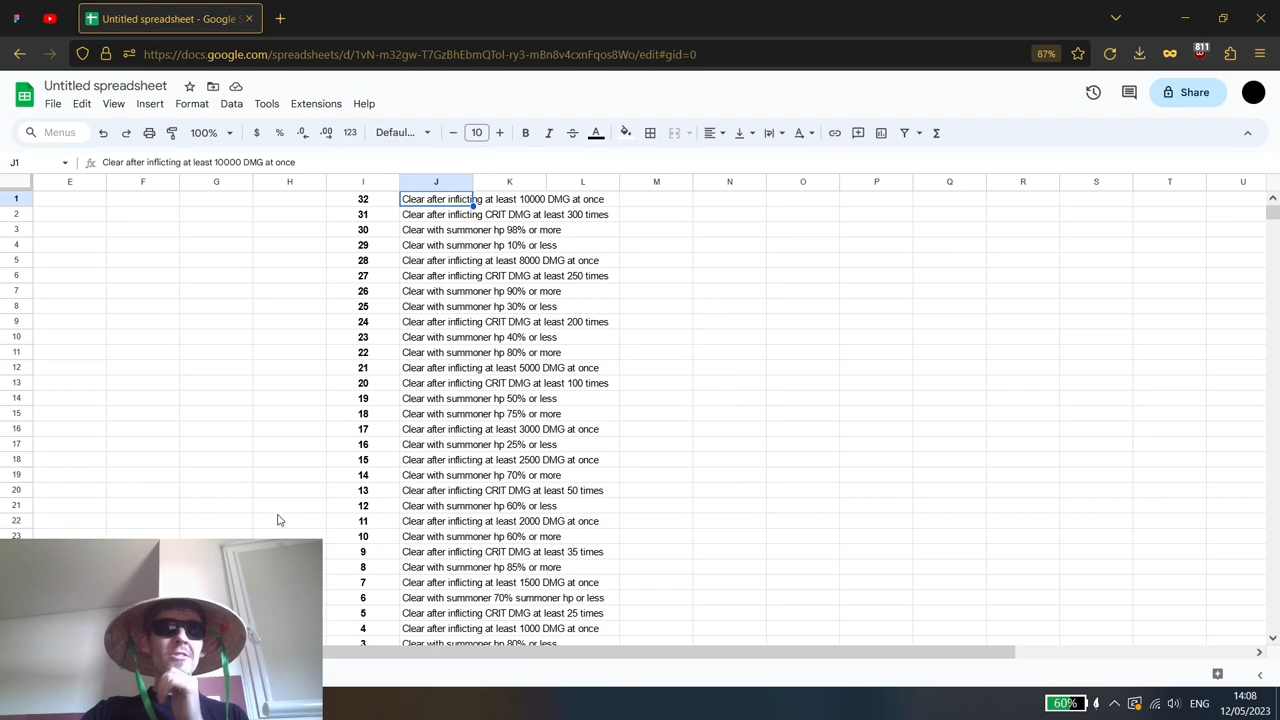 Untitled spreadsheet - Google S
https://docs.google.com/spreadsheets/d/1vN-m32gw-T7GzBhEbmQToI-ry3-mBn8v4cxnFqos8Wo/edit#gid=0
87%
811
Untitled spreadsheet
File Edit View Insert Format Data Tools Extensions Help
Share
Menus 100% $ % .0 .00 123 Defaul... 10 B I S A Σ
J1 fx Clear after inflicting at least 10000 DMG at once
E F G H I J K L M N O P Q R S T U
1 32 Clear after inflicting at least 10000 DMG at once
2 31 Clear after inflicting CRIT DMG at least 300 times
3 30 Clear with summoner hp 98% or more
4 29 Clear with summoner hp 10% or less
5 28 Clear after inflicting at least 8000 DMG at once
6 27 Clear after inflicting CRIT DMG at least 250 times
7 26 Clear with summoner hp 90% or more
8 25 Clear with summoner hp 30% or less
9 24 Clear after inflicting CRIT DMG at least 200 times
10 23 Clear with summoner hp 40% or less
11 22 Clear with summoner hp 80% or more
12 21 Clear after inflicting at least 5000 DMG at once
13 20 Clear after inflicting CRIT DMG at least 100 times
14 19 Clear with summoner hp 50% or less
15 18 Clear with summoner hp 75% or more
16 17 Clear after inflicting at least 3000 DMG at once
17 16 Clear with summoner hp 25% or less
18 15 Clear after inflicting at least 2500 DMG at once
19 14 Clear with summoner hp 70% or more
20 13 Clear after inflicting CRIT DMG at least 50 times
21 12 Clear with summoner hp 60% or less
22 11 Clear after inflicting at least 2000 DMG at once
23 10 Clear with summoner hp 60% or more
9 Clear after inflicting CRIT DMG at least 35 times
8 Clear with summoner hp 85% or more
7 Clear after inflicting at least 1500 DMG at once
6 Clear with summoner 70% summoner hp or less
5 Clear after inflicting CRIT DMG at least 25 times
4 Clear after inflicting at least 1000 DMG at once
3 Clear with summoner hp 80% or less
60% ENG 14:08
12/05/2023